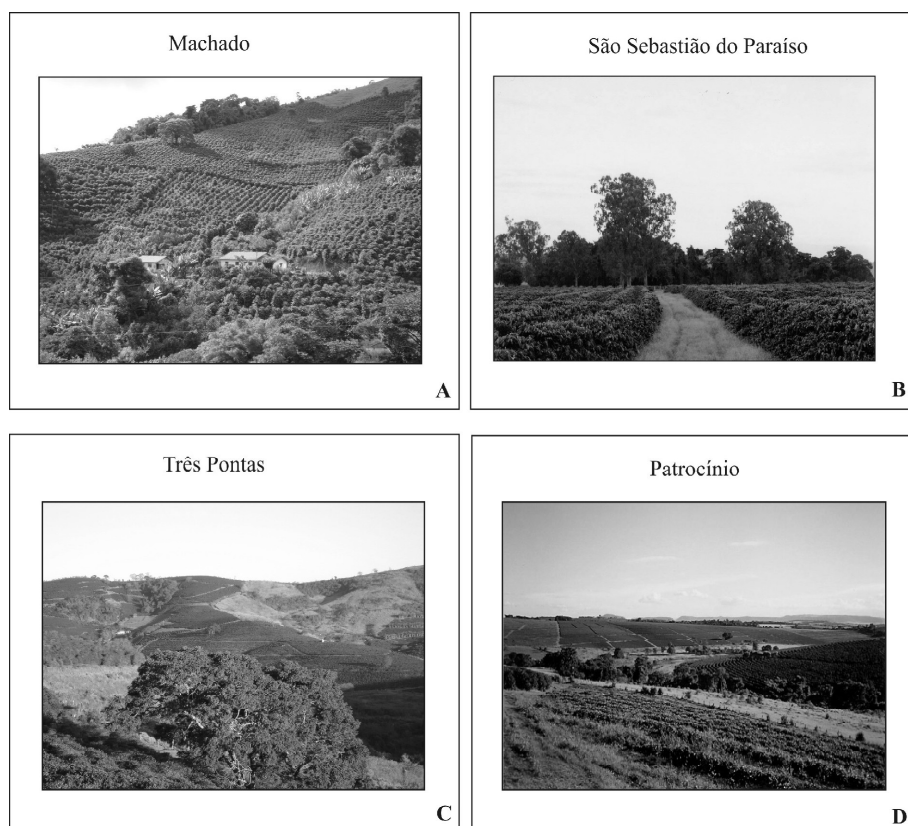 Machado
São Sebastião do Paraíso
A
B
Três Pontas
Patrocínio
C
D